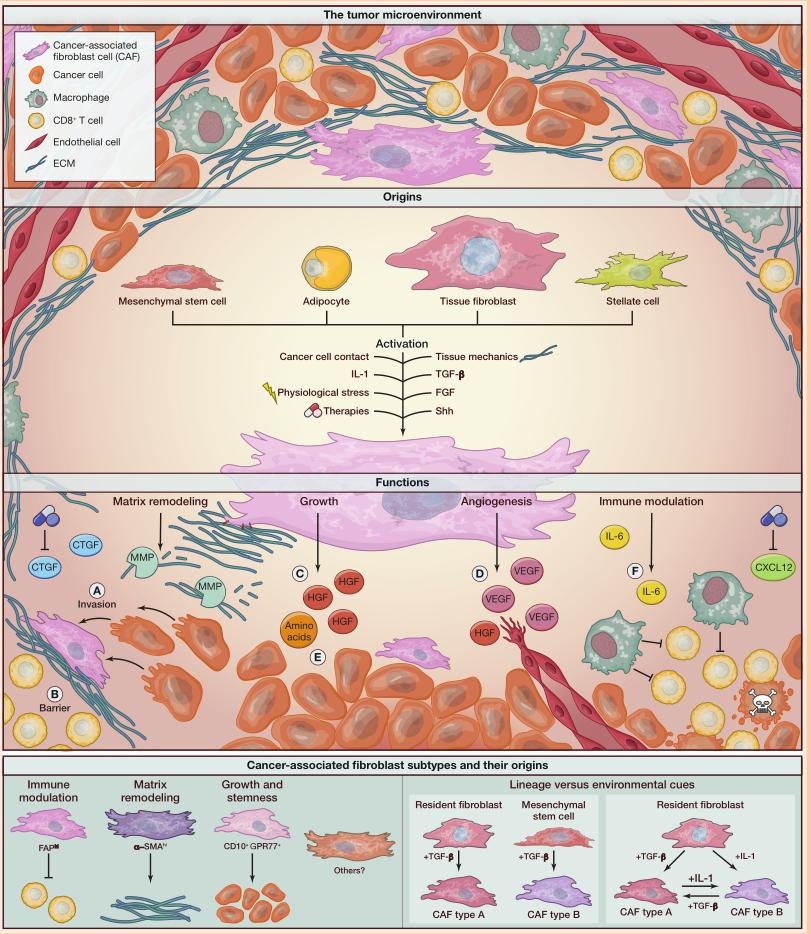 The tumor microenvironment
Cancer-associated
fibroblast cell (CAF)
Cancer cell
Macrophage
CD8⁺ T cell
Endothelial cell
ECM
Origins
Mesenchymal stem cell
Adipocyte
Tissue fibroblast
Stellate cell
Activation
Cancer cell contact
Tissue mechanics
IL-1
TGF-β
Physiological stress
FGF
Therapies
Shh
Functions
Matrix remodeling
Growth
Angiogenesis
Immune modulation
CTGF
CTGF
MMP
MMP
A
Invasion
B
Barrier
C
HGF
HGF
HGF
Amino
acids
E
D
VEGF
VEGF
VEGF
HGF
IL-6
F
IL-6
CXCL12
Cancer-associated fibroblast subtypes and their origins
Immune
modulation
FAPʰⁱ
Matrix
remodeling
α–SMAʰⁱ
Growth and
stemness
CD10⁺ GPR77⁺
Others?
Lineage versus environmental cues
Resident fibroblast
+TGF-β
CAF type A
Mesenchymal
stem cell
+TGF-β
CAF type B
Resident fibroblast
+TGF-β
+IL-1
+IL-1
+TGF-β
CAF type A
CAF type B